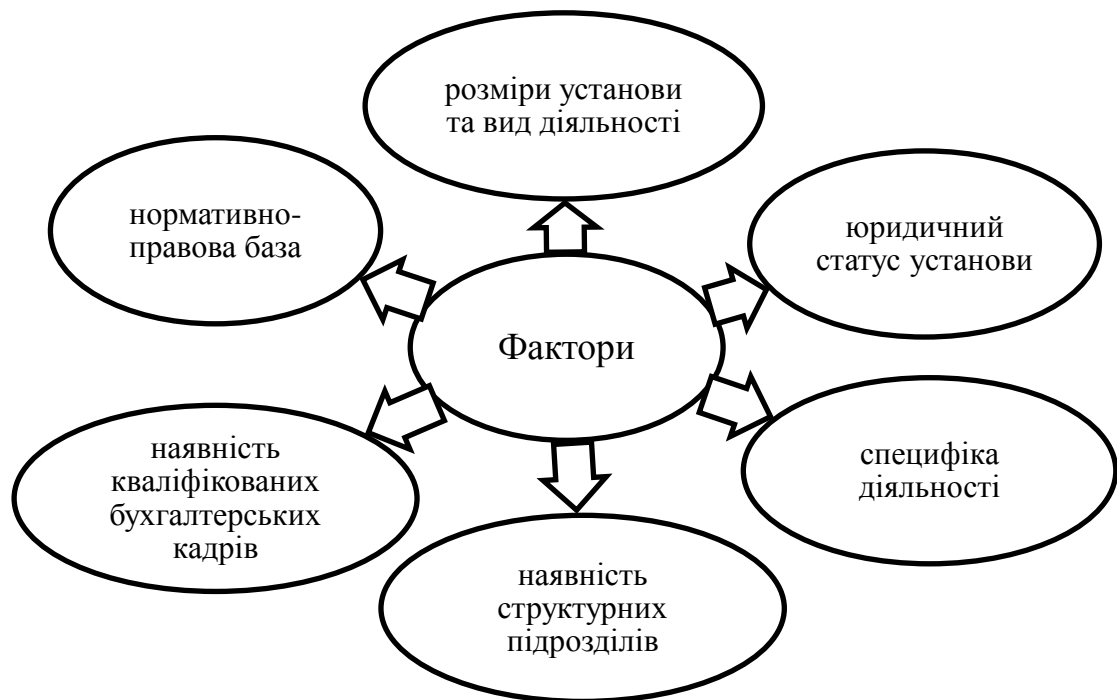 розміри установи
та вид діяльності
нормативно-
правова база
юридичний
статус установи
Фактори
наявність
кваліфікованих
бухгалтерських
кадрів
специфіка
діяльності
наявність
структурних
підрозділів